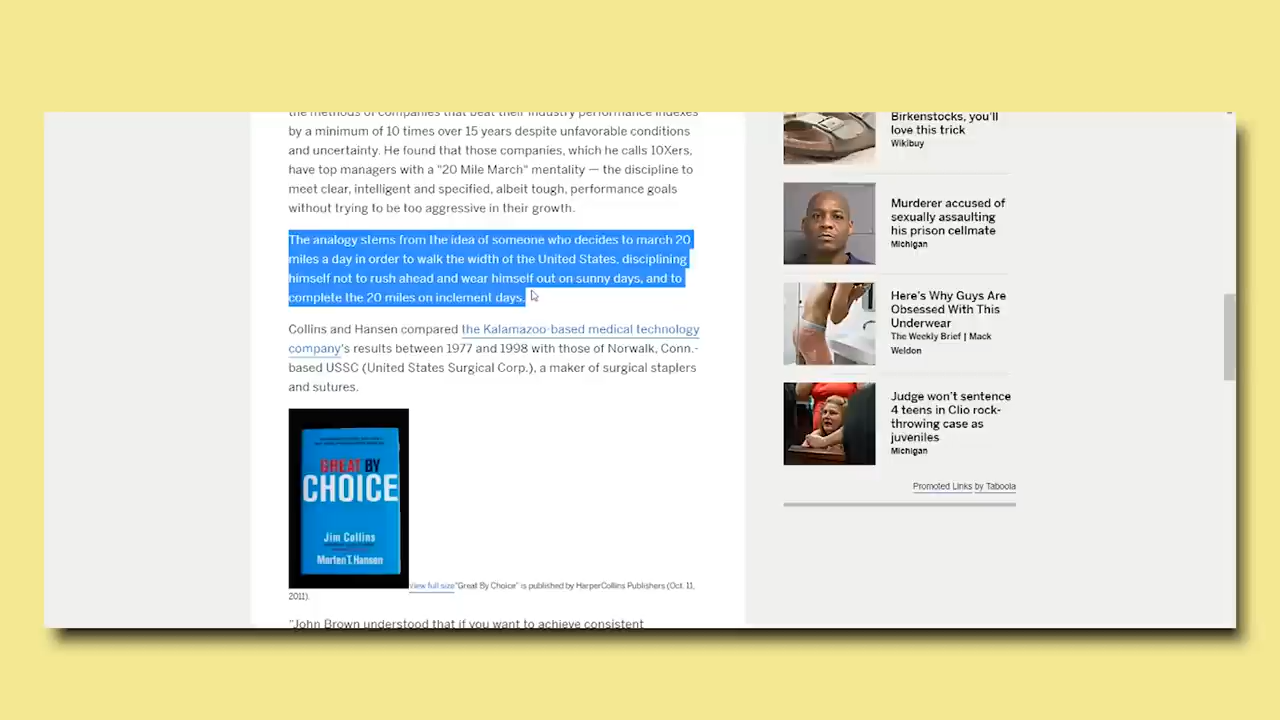 the methods of companies that beat their industry performance indexes
by a minimum of 10 times over 15 years despite unfavorable conditions
and uncertainty. He found that those companies, which he calls 10Xers,
have top managers with a "20 Mile March" mentality — the discipline to
meet clear, intelligent and specified, albeit tough, performance goals
without trying to be too aggressive in their growth.
The analogy stems from the idea of someone who decides to march 20
miles a day in order to walk the width of the United States, disciplining
himself not to rush ahead and wear himself out on sunny days, and to
complete the 20 miles on inclement days.
Collins and Hansen compared the Kalamazoo-based medical technology
company's results between 1977 and 1998 with those of Norwalk, Conn.-
based USSC (United States Surgical Corp.), a maker of surgical staplers
and sutures.
GREAT BY
CHOICE
Jim Collins
Morten T. Hansen
View full size"Great By Choice" is published by HarperCollins Publishers (Oct. 11,
2011).
"John Brown understood that if you want to achieve consistent
Birkenstocks, you'll
love this trick
Wikibuy
Murderer accused of
sexually assaulting
his prison cellmate
Michigan
Here's Why Guys Are
Obsessed With This
Underwear
The Weekly Brief | Mack
Weldon
Judge won't sentence
4 teens in Clio rock-
throwing case as
juveniles
Michigan
Promoted Links by Taboola